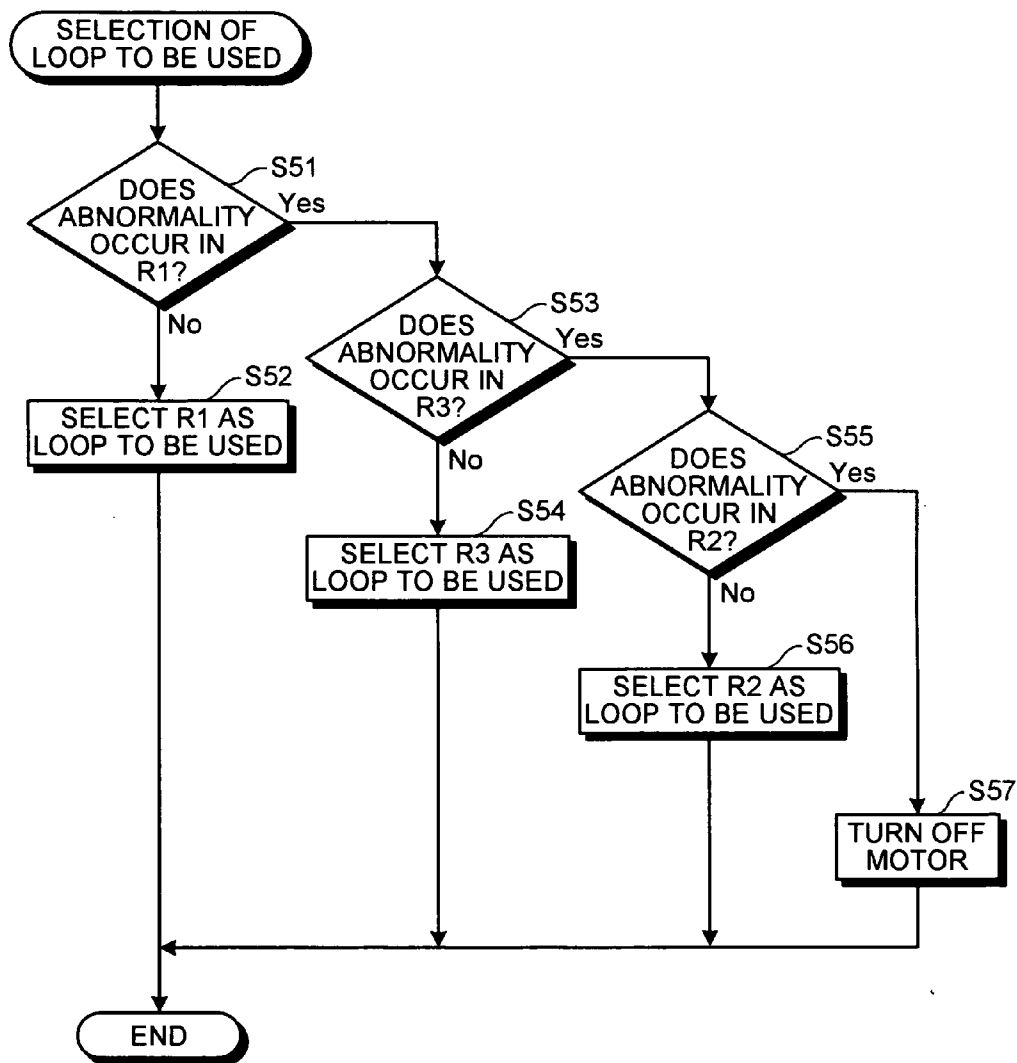 SELECTION OF
LOOP TO BE USED
S51
DOES
ABNORMALITY
OCCUR IN
R1?
Yes
No
S52
SELECT R1 AS
LOOP TO BE USED
S53
DOES
ABNORMALITY
OCCUR IN
R3?
Yes
No
S54
SELECT R3 AS
LOOP TO BE USED
S55
DOES
ABNORMALITY
OCCUR IN
R2?
Yes
No
S56
SELECT R2 AS
LOOP TO BE USED
S57
TURN OFF
MOTOR
END